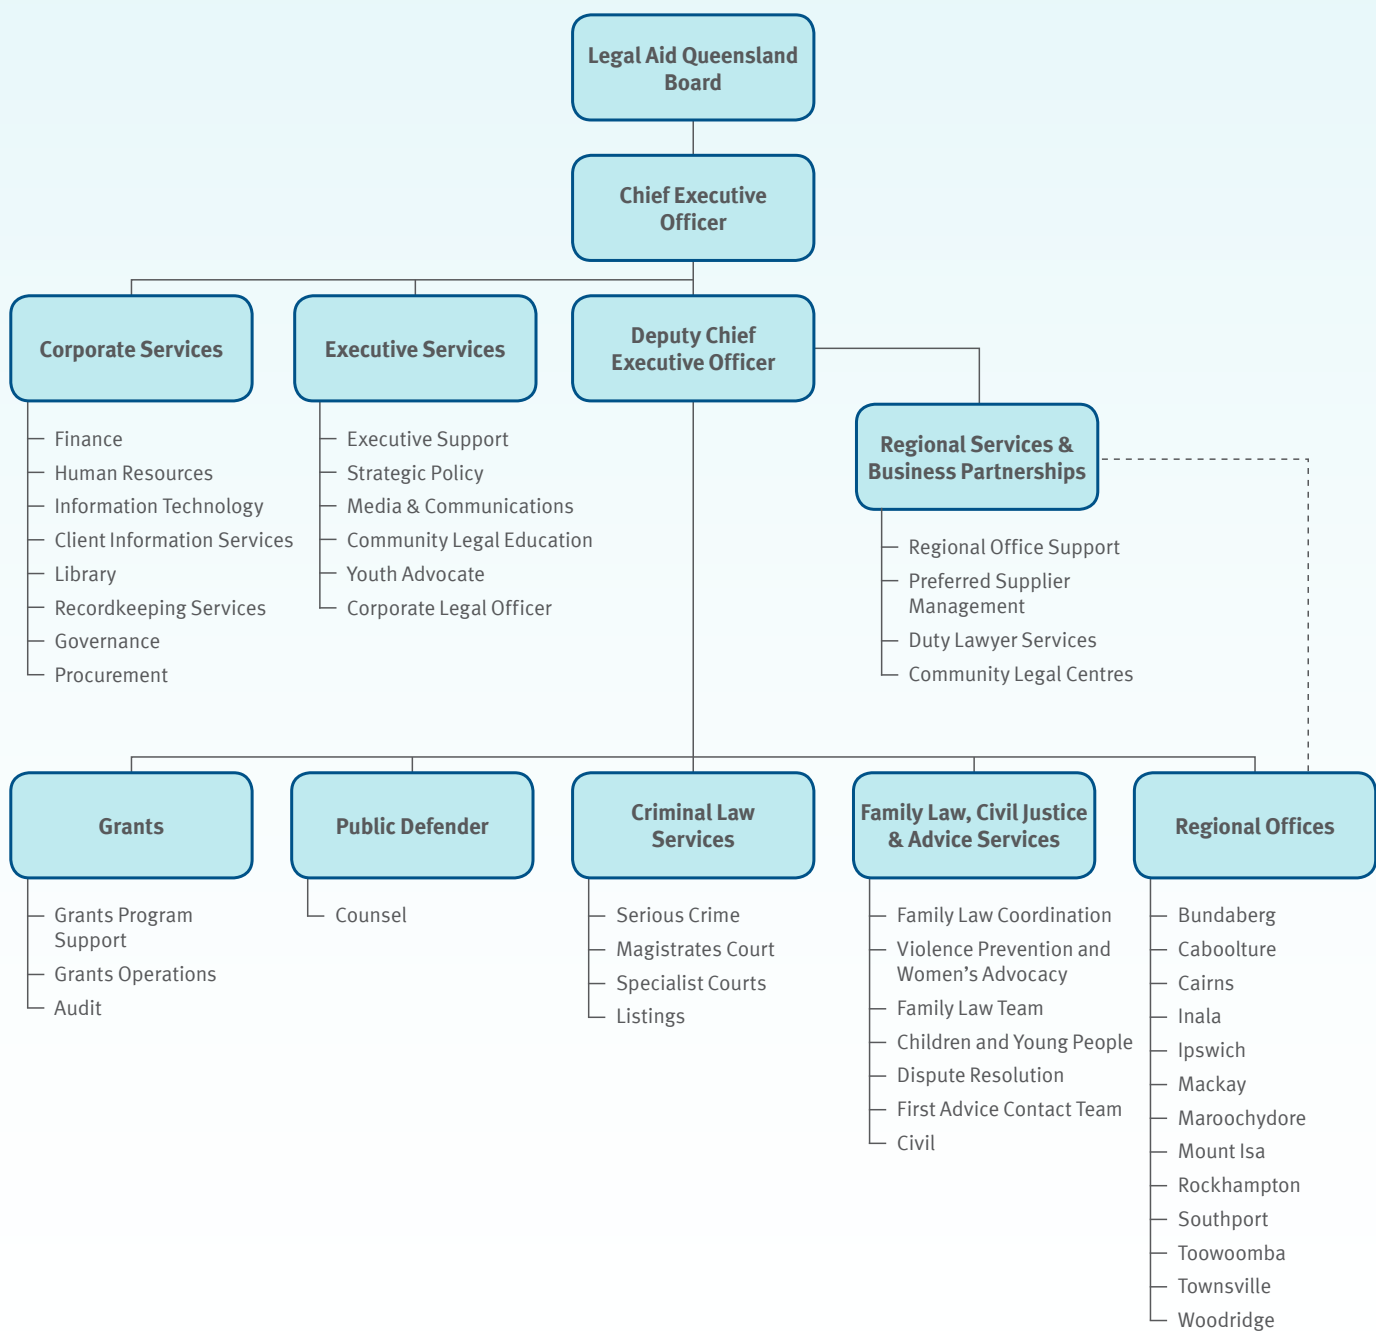 Legal Aid Queensland
Board
Chief Executive
Officer
Corporate Services
Executive Services
Deputy Chief
Executive Officer
Regional Services &
Business Partnerships
Finance
Human Resources
Information Technology
Client Information Services
Library
Recordkeeping Services
Governance
Procurement
Executive Support
Strategic Policy
Media & Communications
Community Legal Education
Youth Advocate
Corporate Legal Officer
Regional Office Support
Preferred Supplier
Management
Duty Lawyer Services
Community Legal Centres
Grants
Public Defender
Criminal Law
Services
Family Law, Civil Justice
& Advice Services
Regional Offices
Grants Program
Support
Grants Operations
Audit
Counsel
Serious Crime
Magistrates Court
Specialist Courts
Listings
Family Law Coordination
Violence Prevention and
Women’s Advocacy
Family Law Team
Children and Young People
Dispute Resolution
First Advice Contact Team
Civil
Bundaberg
Caboolture
Cairns
Inala
Ipswich
Mackay
Maroochydore
Mount Isa
Rockhampton
Southport
Toowoomba
Townsville
Woodridge